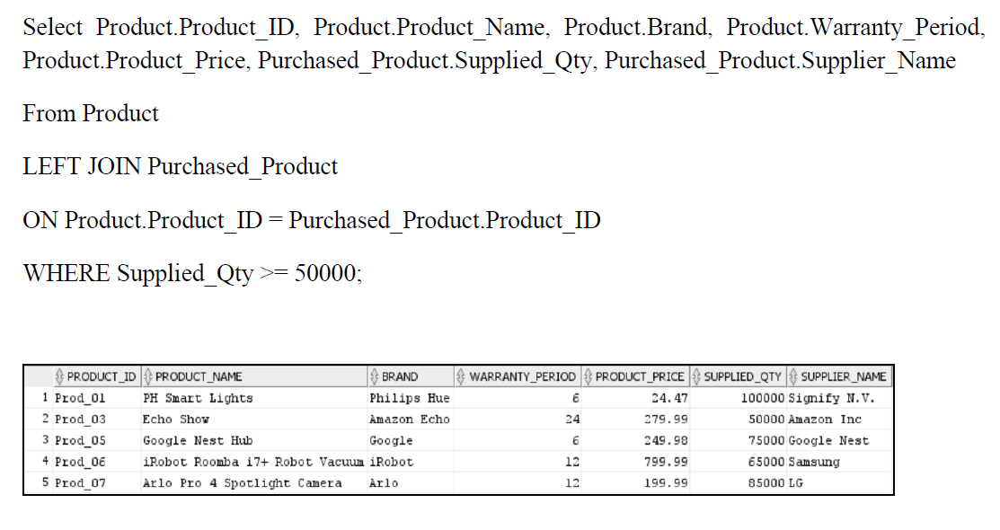 Select Product.Product_ID, Product.Product_Name, Product.Brand, Product.Warranty_Period,
Product.Product_Price, Purchased_Product.Supplied_Qty, Purchased_Product.Supplier_Name
From Product
LEFT JOIN Purchased_Product
ON Product.Product_ID = Purchased_Product.Product_ID
WHERE Supplied_Qty >= 50000;
PRODUCT_ID PRODUCT_NAME BRAND WARRANTY_PERIOD PRODUCT_PRICE SUPPLIED_QTY SUPPLIER_NAME
1 Prod_01 PH Smart Lights Philips Hue 6 24.47 100000 Signify N.V.
2 Prod_03 Echo Show Amazon Echo 24 279.99 50000 Amazon Inc
3 Prod_05 Google Nest Hub Google 6 249.98 75000 Google Nest
4 Prod_06 iRobot Roomba i7+ Robot Vacuum iRobot 12 799.99 65000 Samsung
5 Prod_07 Arlo Pro 4 Spotlight Camera Arlo 12 199.99 85000 LG